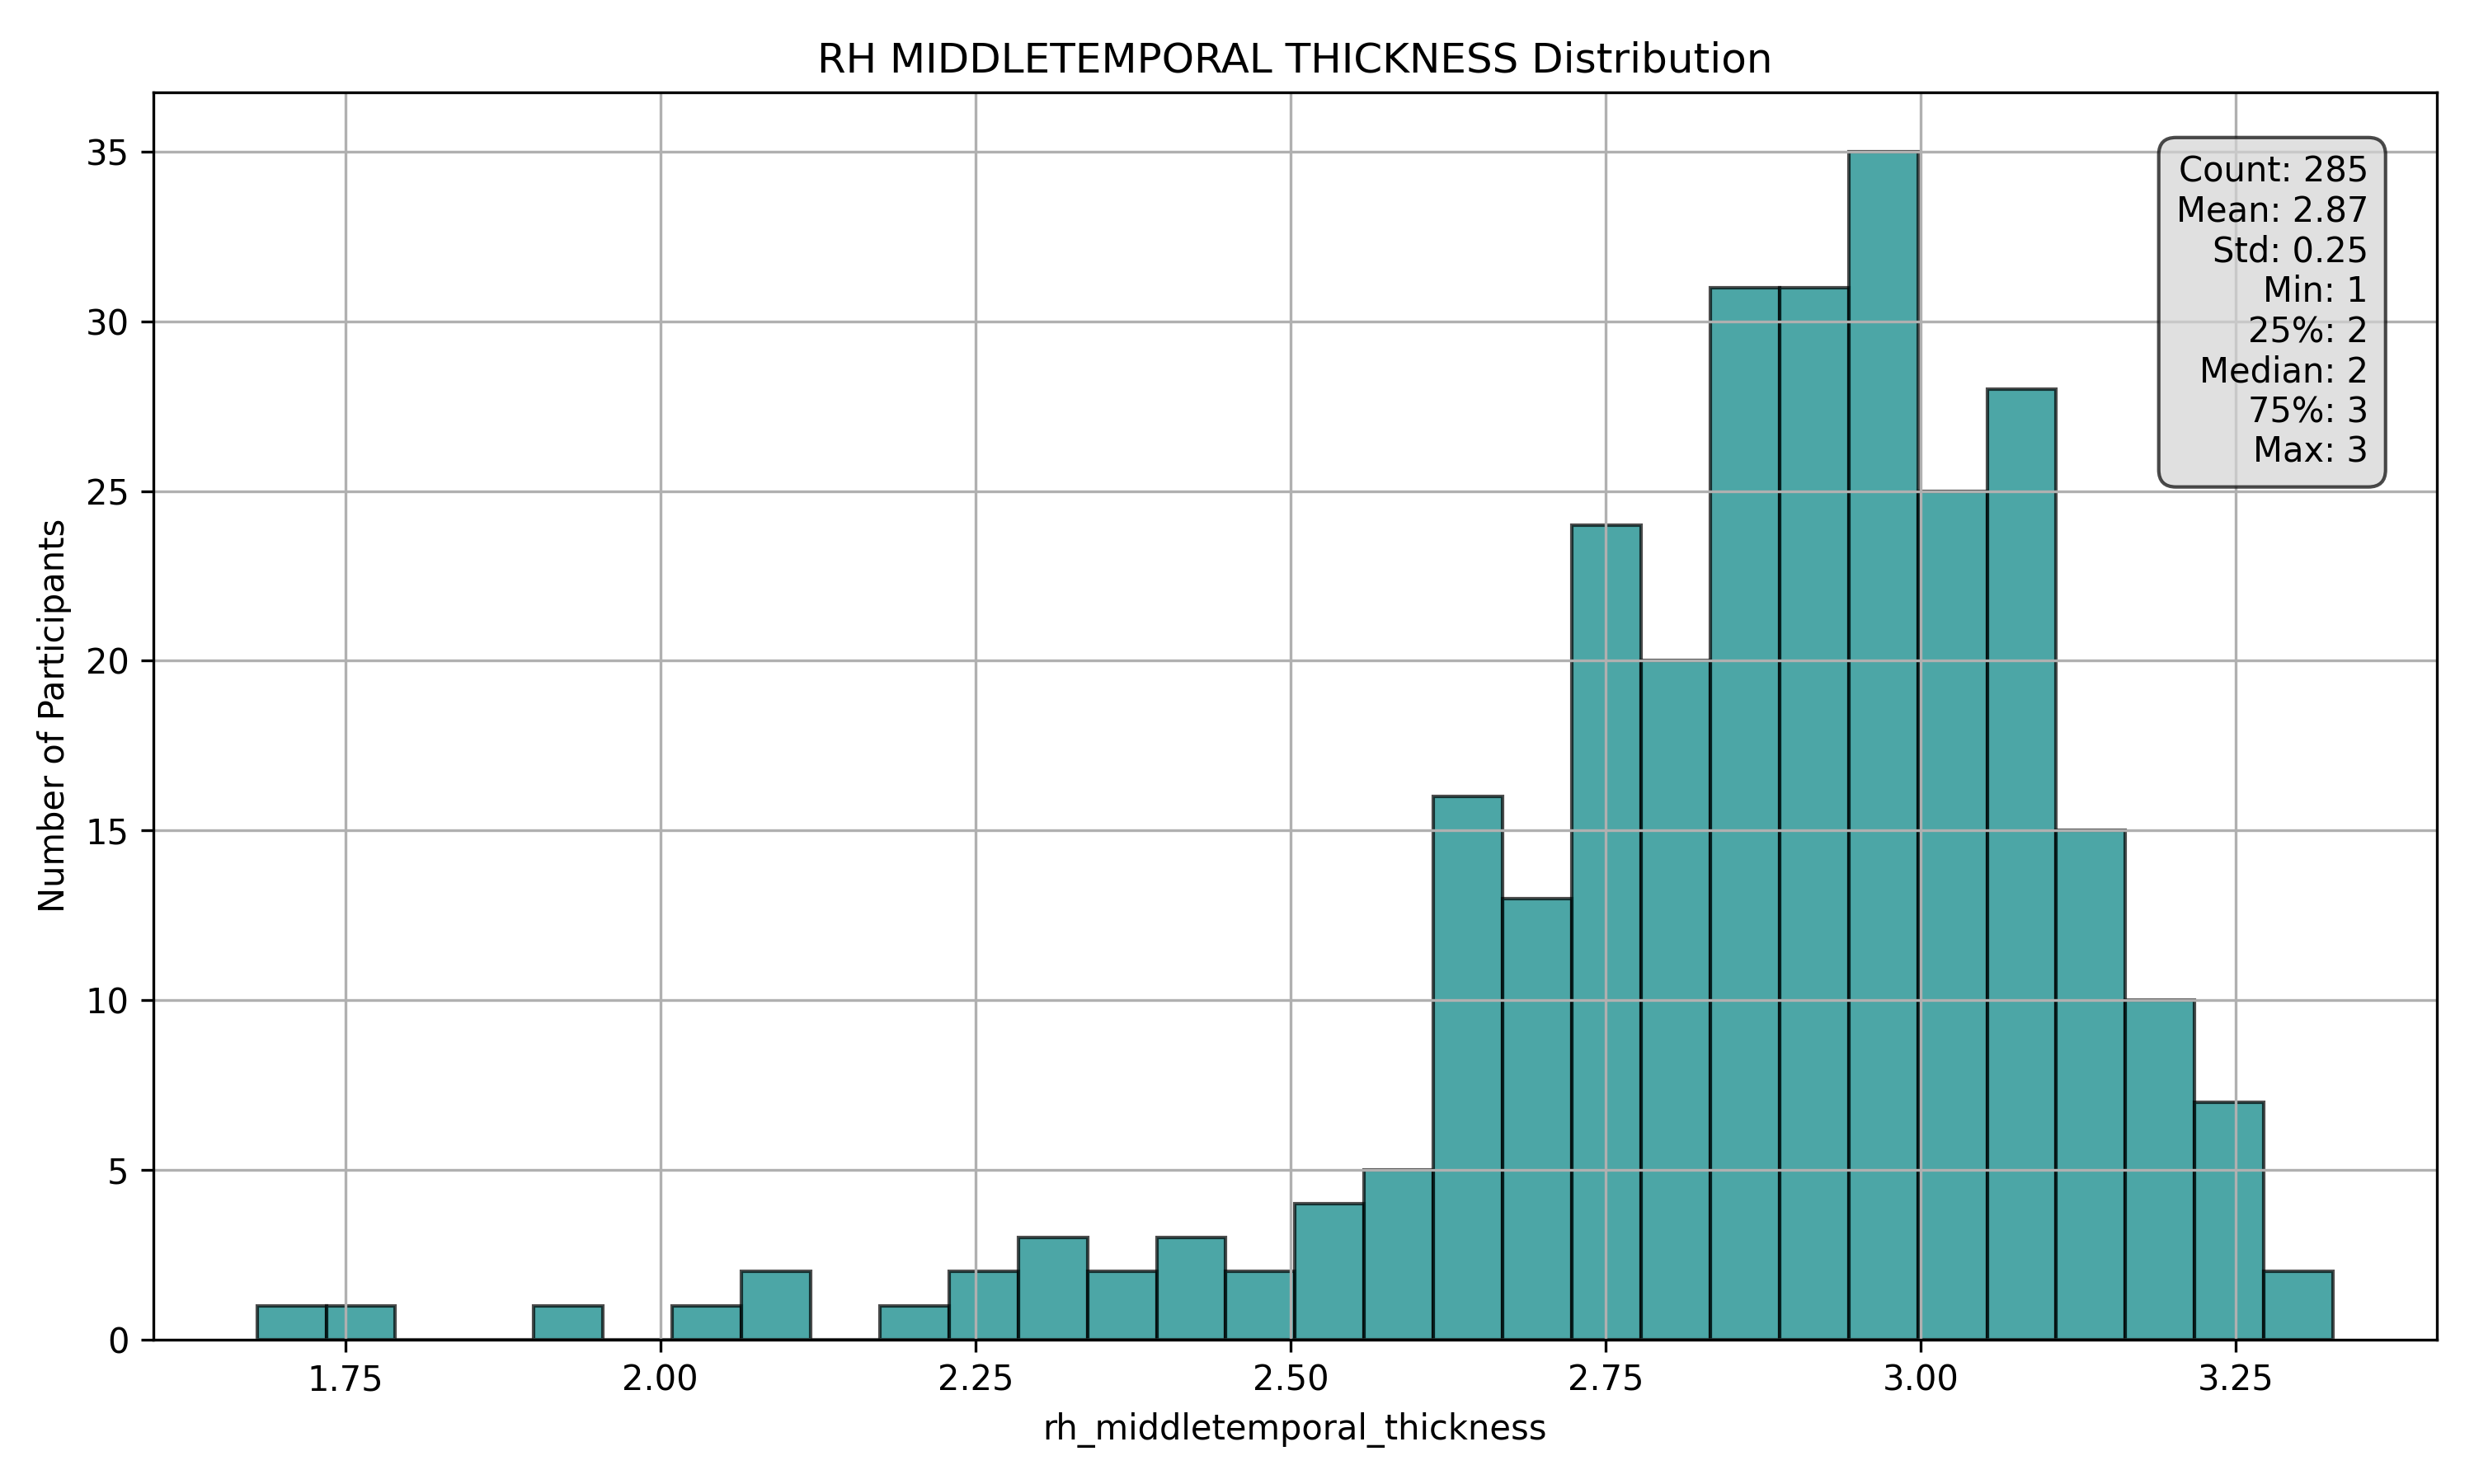 RH MIDDLETEMPORAL THICKNESS Distribution
35
30
25
20
15
10
5
0
Number of Participants
Count: 285
Mean: 2.87
Std: 0.25
Min: 1
25%: 2
Median: 2
75%: 3
Max: 3
1.75 2.00 2.25 2.50 2.75 3.00 3.25
rh_middletemporal_thickness